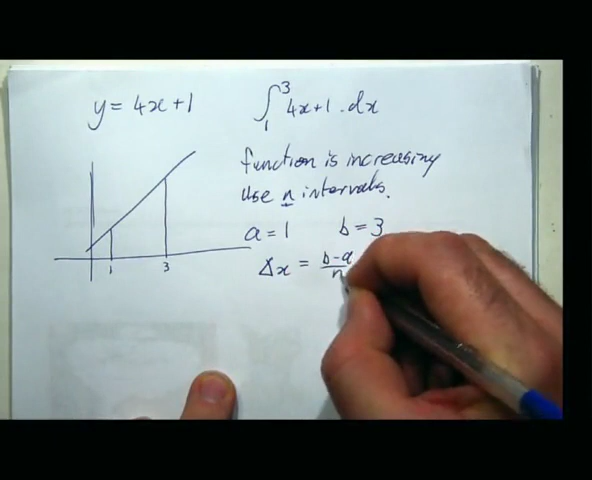 y = 4x+1
∫₁³ 4x+1 . dx
function is increasing
use n intervals.
a = 1 b = 3
Δx = b-a/n
1 3